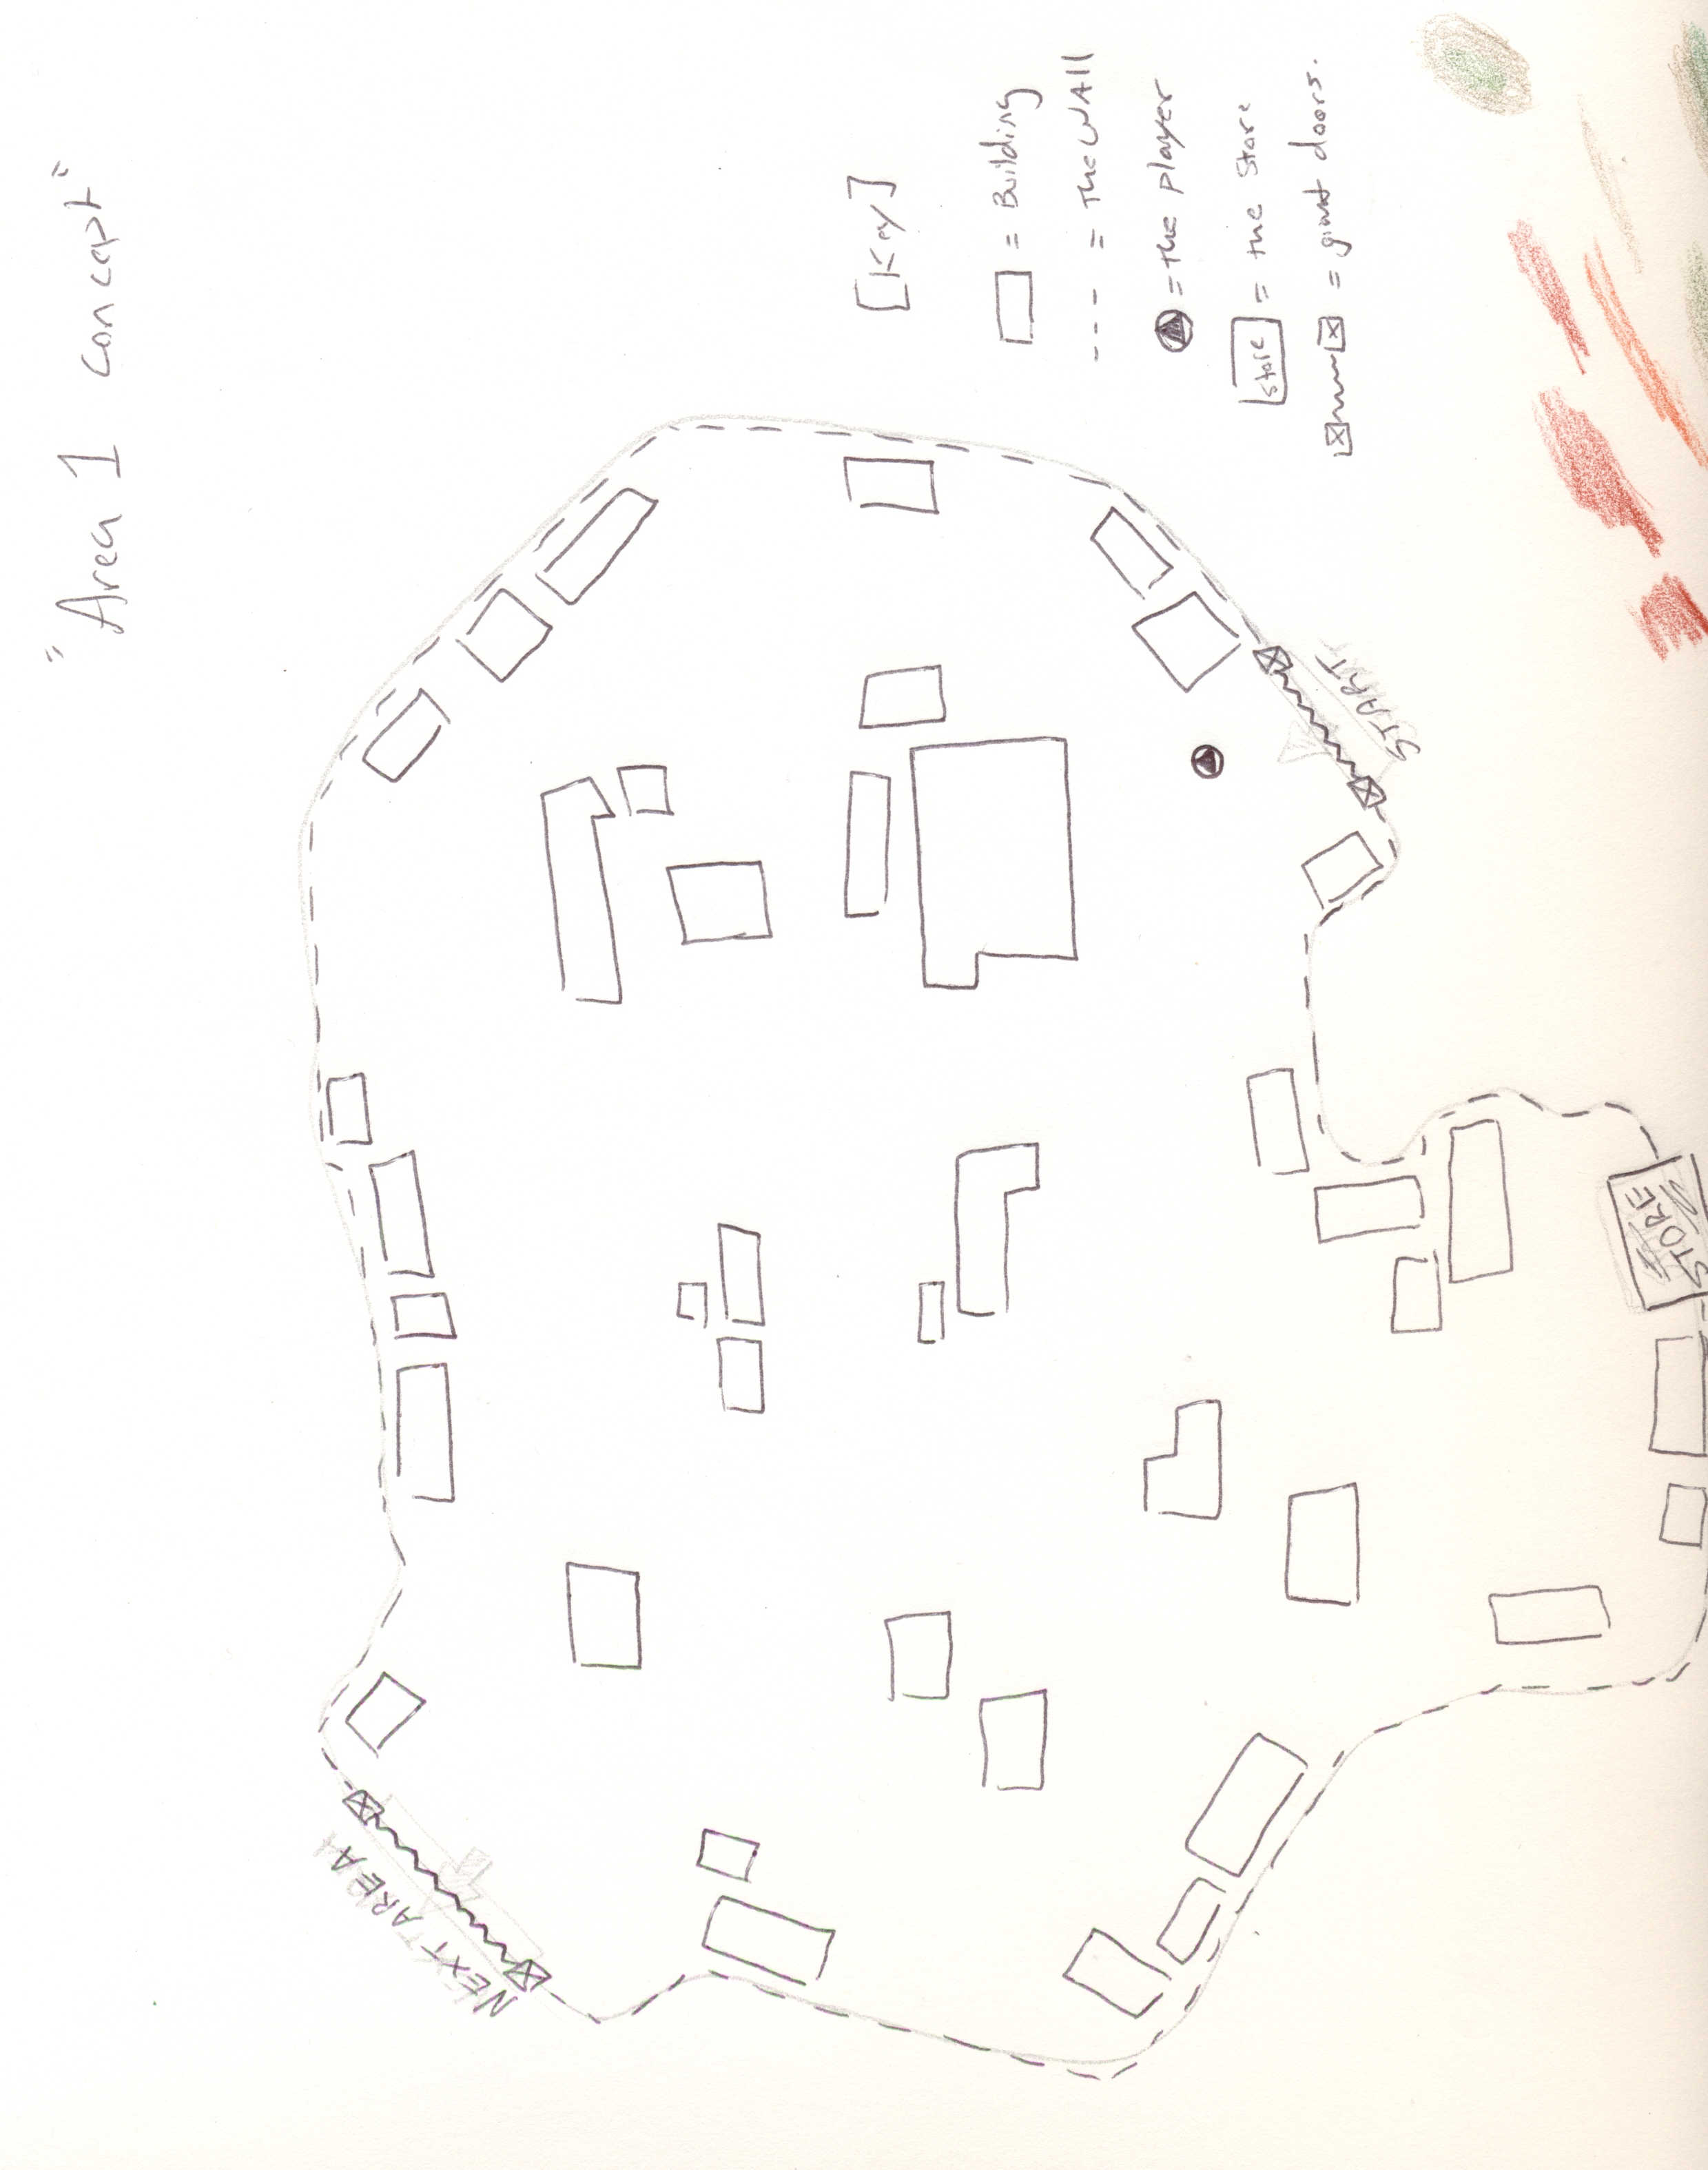 "Area 1 concept"
[Key]
= Building
--- = The WAll
= the player
store = the Store
= giant doors.
START
STORE
NEXT AREA